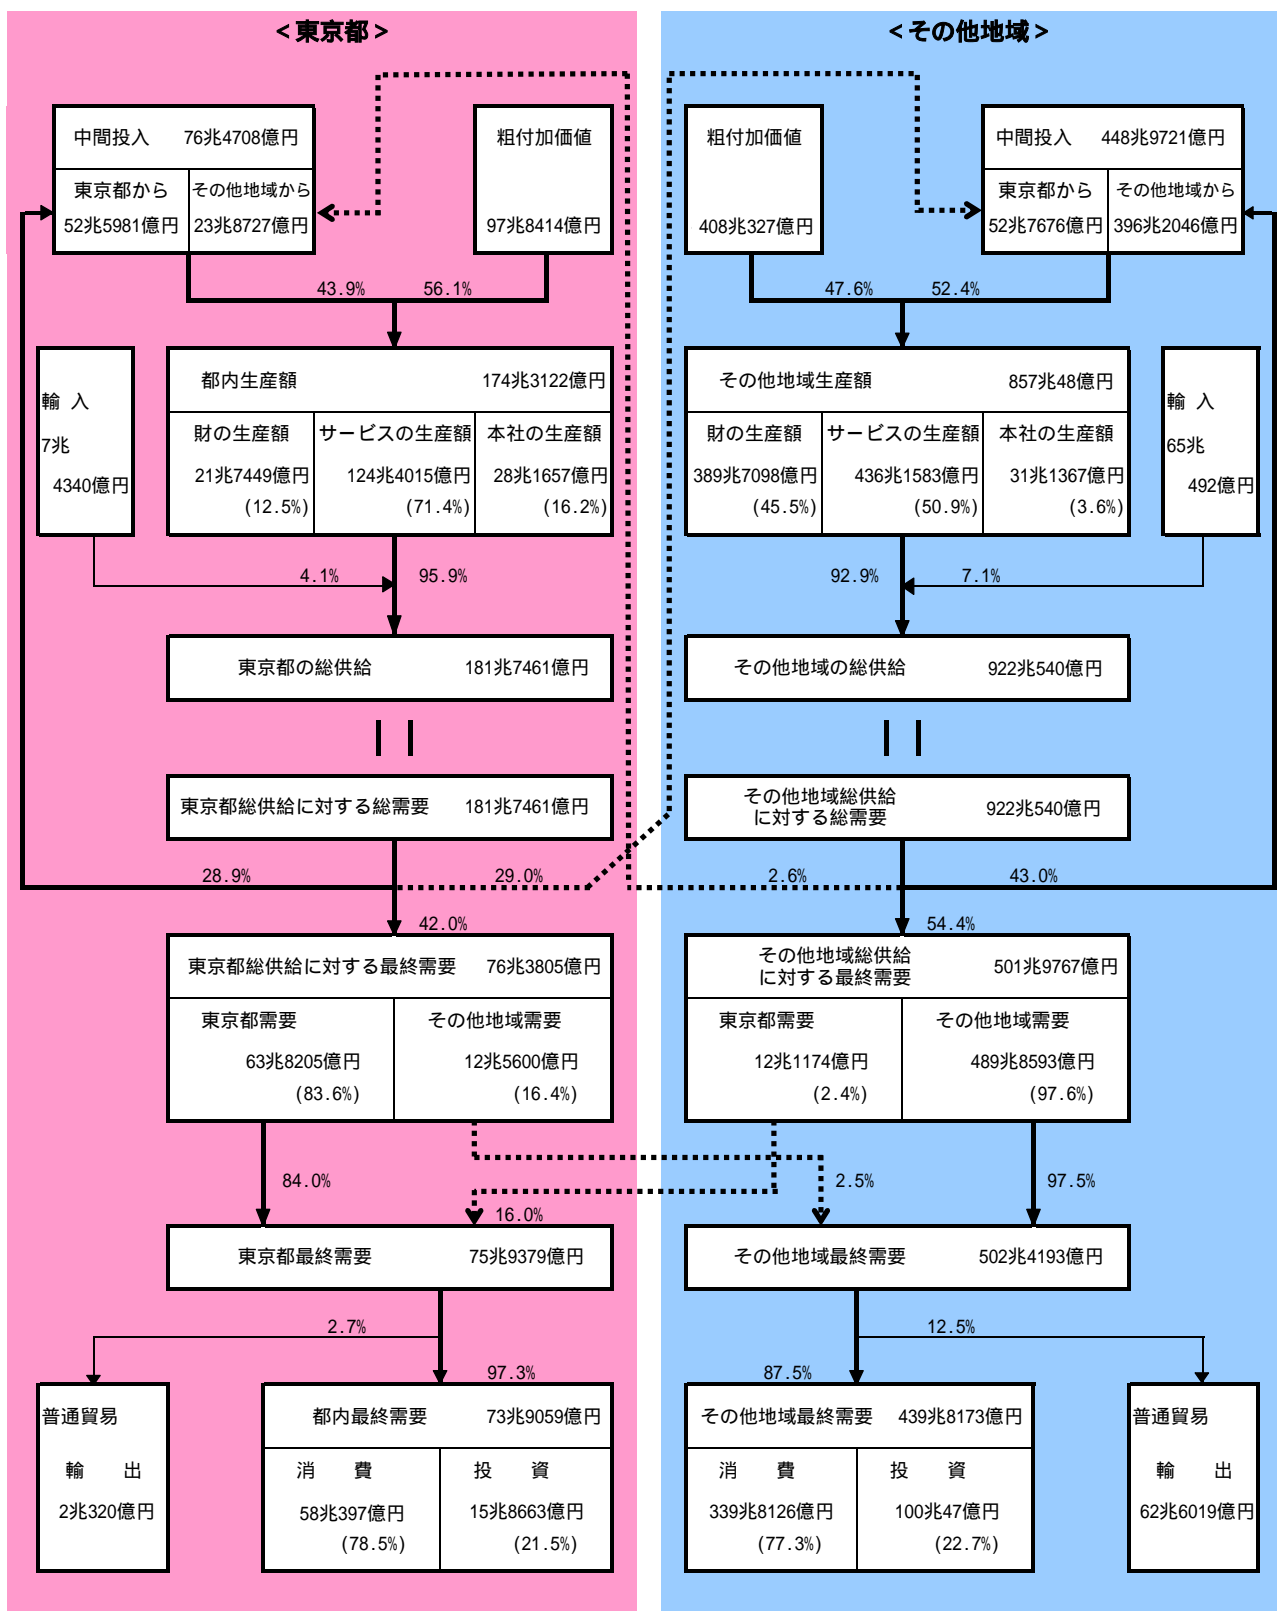 <東京都>
<その他地域>
中間投入 76兆4708億円
東京都から
52兆5981億円
その他地域から
23兆8727億円
粗付加価値
97兆8414億円
粗付加価値
408兆327億円
中間投入 448兆9721億円
東京都から
52兆7676億円
その他地域から
396兆2046億円
43.9% 56.1%
47.6% 52.4%
輸 入
7兆
4340億円
都内生産額 174兆3122億円
財の生産額
21兆7449億円
(12.5%)
サービスの生産額
124兆4015億円
(71.4%)
本社の生産額
28兆1657億円
(16.2%)
その他地域生産額 857兆48億円
財の生産額
389兆7098億円
(45.5%)
サービスの生産額
436兆1583億円
(50.9%)
本社の生産額
31兆1367億円
(3.6%)
輸 入
65兆
492億円
4.1% 95.9%
92.9% 7.1%
東京都の総供給 181兆7461億円
その他地域の総供給 922兆540億円
東京都総供給に対する総需要 181兆7461億円
その他地域総供給
に対する総需要 922兆540億円
28.9% 29.0%
2.6% 43.0%
42.0%
54.4%
東京都総供給に対する最終需要 76兆3805億円
東京都需要
63兆8205億円
(83.6%)
その他地域需要
12兆5600億円
(16.4%)
その他地域総供給
に対する最終需要 501兆9767億円
東京都需要
12兆1174億円
(2.4%)
その他地域需要
489兆8593億円
(97.6%)
84.0%
16.0%
2.5%
97.5%
東京都最終需要 75兆9379億円
その他地域最終需要 502兆4193億円
2.7%
97.3%
87.5%
12.5%
普通貿易
輸 出
2兆320億円
都内最終需要 73兆9059億円
消 費
58兆397億円
(78.5%)
投 資
15兆8663億円
(21.5%)
その他地域最終需要 439兆8173億円
消 費
339兆8126億円
(77.3%)
投 資
100兆47億円
(22.7%)
普通貿易
輸 出
62兆6019億円